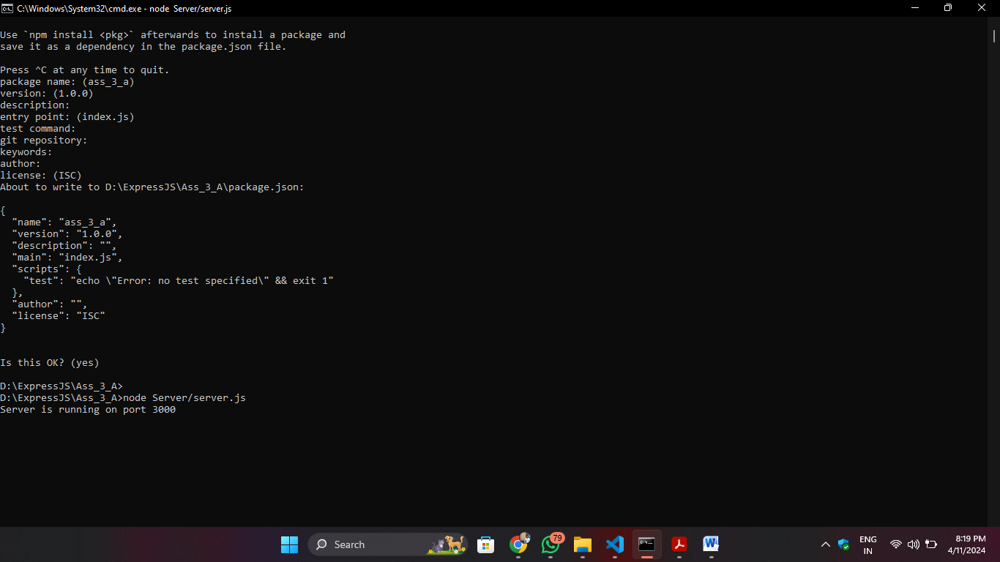 C:\Windows\System32\cmd.exe - node  Server/server.js
Use `npm install <pkg>` afterwards to install a package and
save it as a dependency in the package.json file.
Press ^C at any time to quit.
package name: (ass_3_a)
version: (1.0.0)
description:
entry point: (index.js)
test command:
git repository:
keywords:
author:
license: (ISC)
About to write to D:\ExpressJS\Ass_3_A\package.json:
{
  "name": "ass_3_a",
  "version": "1.0.0",
  "description": "",
  "main": "index.js",
  "scripts": {
    "test": "echo \"Error: no test specified\" && exit 1"
  },
  "author": "",
  "license": "ISC"
}
Is this OK? (yes)
D:\ExpressJS\Ass_3_A>
D:\ExpressJS\Ass_3_A>node Server/server.js
Server is running on port 3000
Search
79
ENG
IN
8:19 PM
4/11/2024